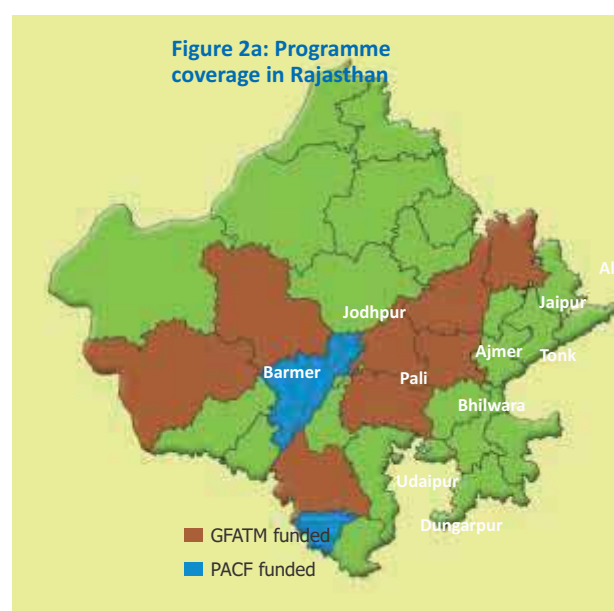 Figure 2a: Programme
coverage in Rajasthan
Al
Jaipur
Jodhpur
Ajmer
Tonk
Barmer
Pali
Bhilwara
Udaipur
Dungarpur
GFATM funded
PACF funded